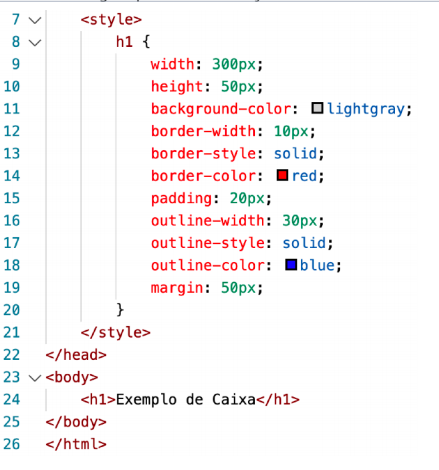 7 <style>
8 h1 {
9 width: 300px;
10 height: 50px;
11 background-color: lightgray;
12 border-width: 10px;
13 border-style: solid;
14 border-color: red;
15 padding: 20px;
16 outline-width: 30px;
17 outline-style: solid;
18 outline-color: blue;
19 margin: 50px;
20 }
21 </style>
22 </head>
23 <body>
24 <h1>Exemplo de Caixa</h1>
25 </body>
26 </html>